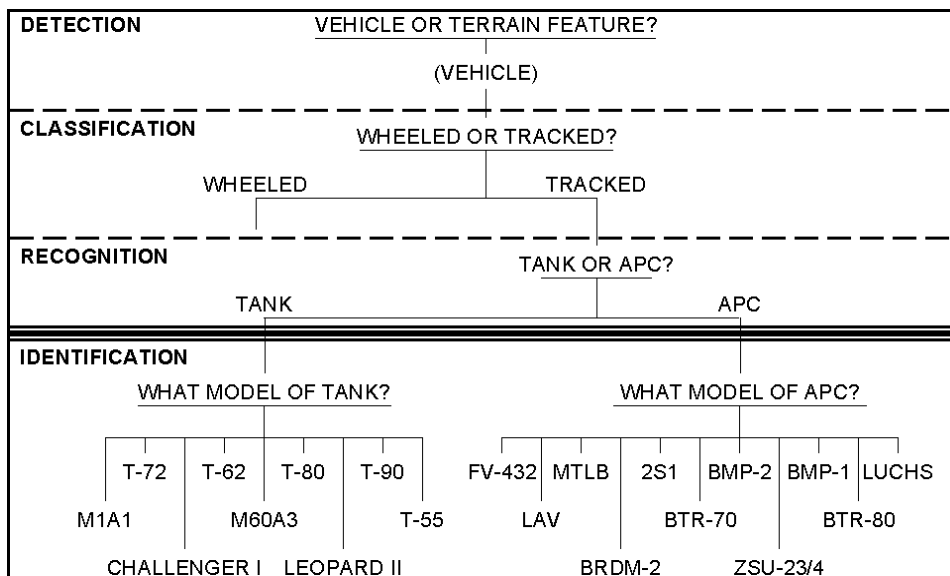 DETECTION
VEHICLE OR TERRAIN FEATURE?
(VEHICLE)
CLASSIFICATION
WHEELED OR TRACKED?
WHEELED TRACKED
RECOGNITION
TANK OR APC?
TANK APC
IDENTIFICATION
WHAT MODEL OF TANK? WHAT MODEL OF APC?
T-72 T-62 T-80 T-90 FV-432 MTLB 2S1 BMP-2 BMP-1 LUCHS
M1A1 M60A3 T-55 LAV BTR-70 BTR-80
CHALLENGER I LEOPARD II BRDM-2 ZSU-23/4